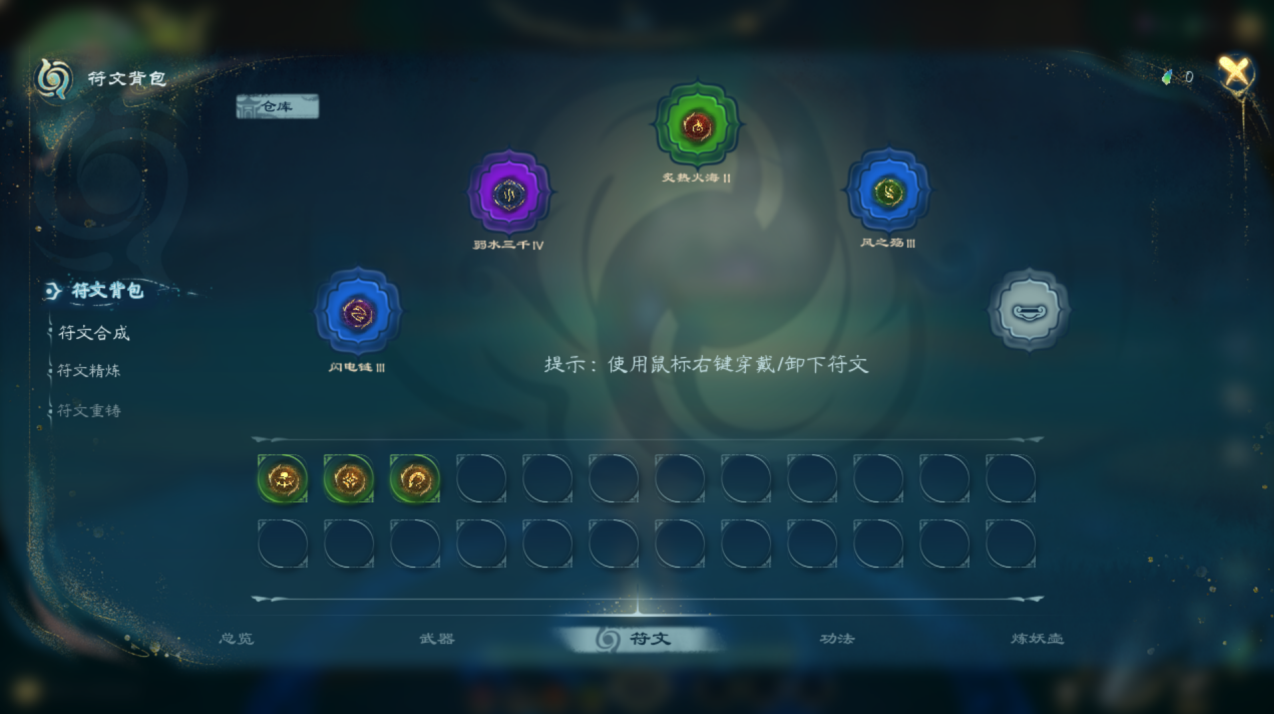 符文背包
0
仓库
炙热火海 II
弱水三千 IV
风之殇 III
闪电链 III
提示：使用鼠标右键穿戴/卸下符文
符文背包
符文合成
符文精炼
符文重铸
总览
武器
符文
功法
炼妖壶